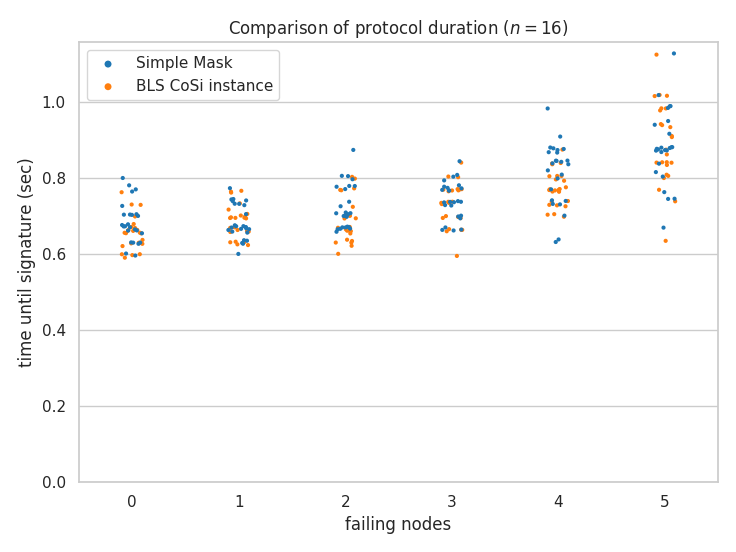 Comparison of protocol duration (n = 16)
Simple Mask
BLS CoSi instance
time until signature (sec)
1.0
0.8
0.6
0.4
0.2
0.0
0 1 2 3 4 5
failing nodes